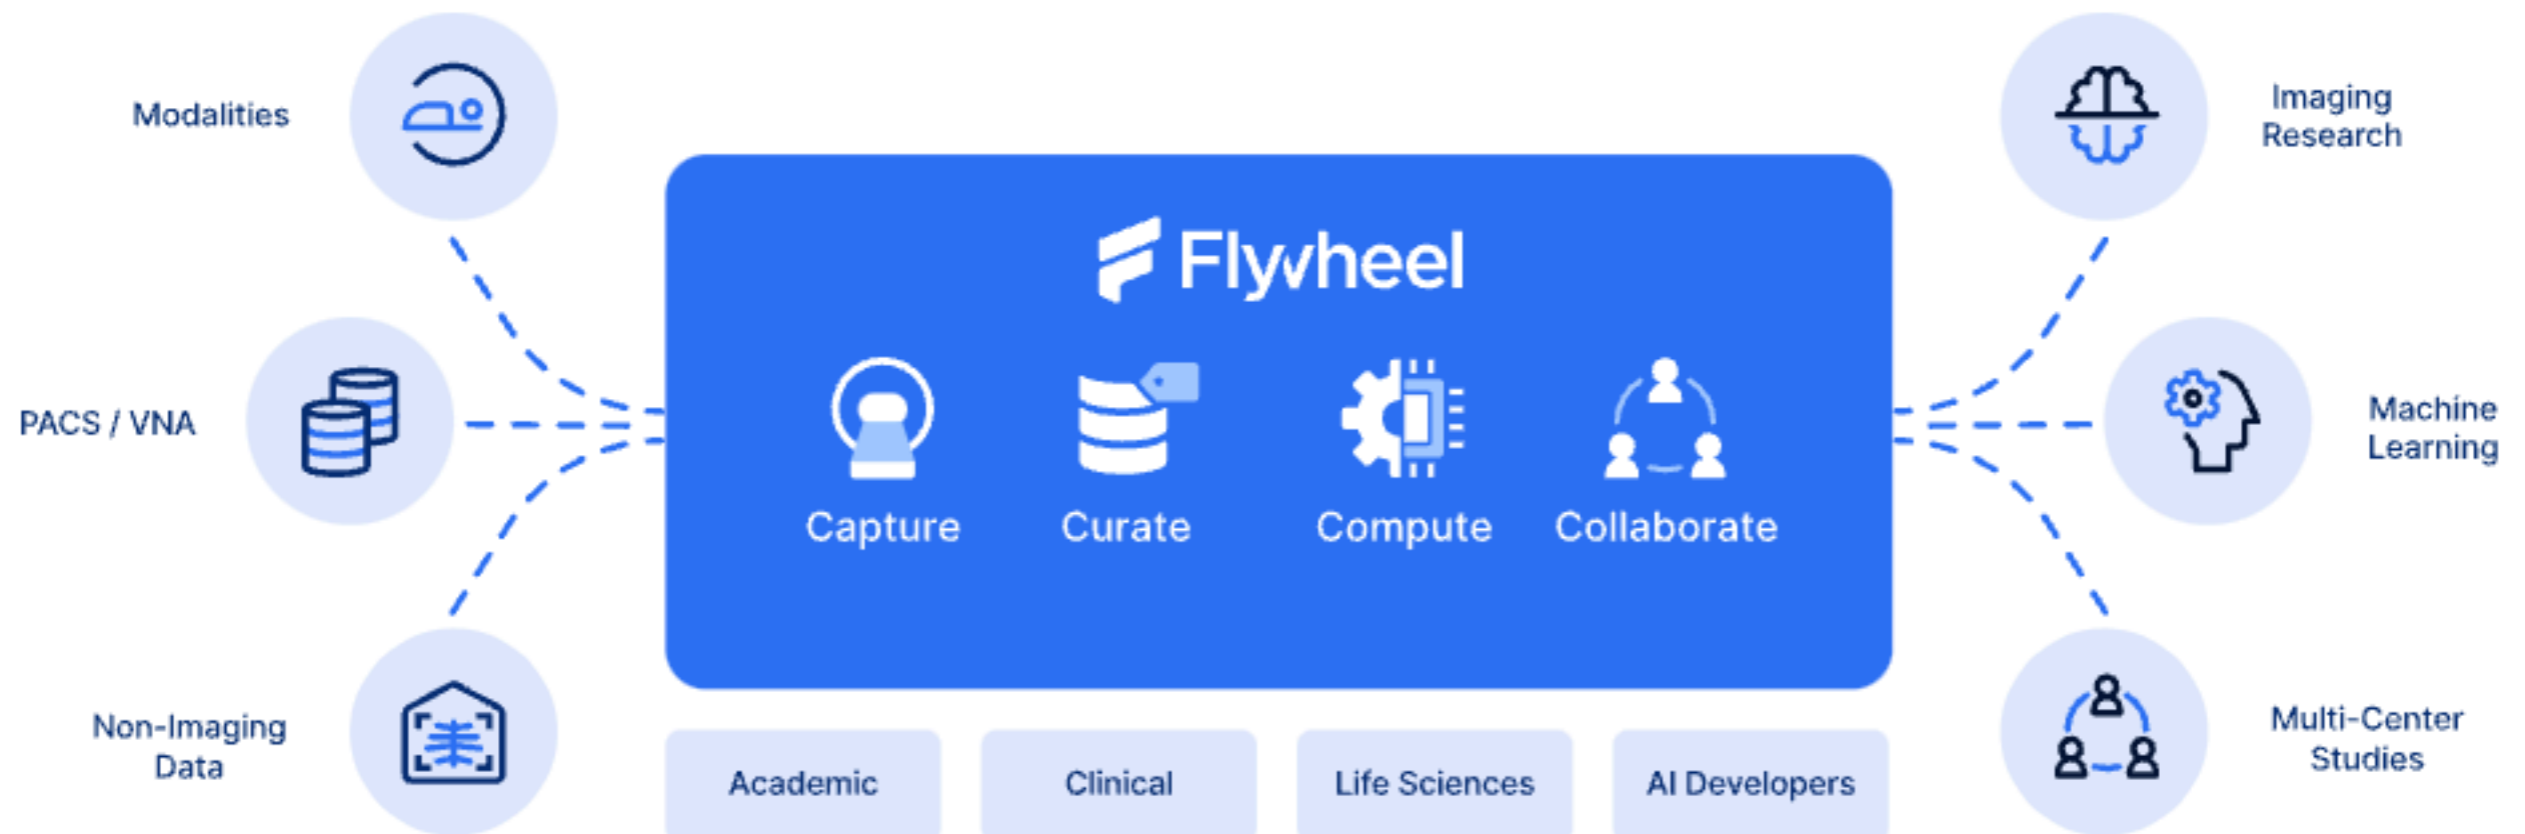 Modalities
PACS / VNA
Non-Imaging
Data
Flywheel
Capture
Curate
Compute
Collaborate
Academic
Clinical
Life Sciences
AI Developers
Imaging
Research
Machine
Learning
Multi-Center
Studies